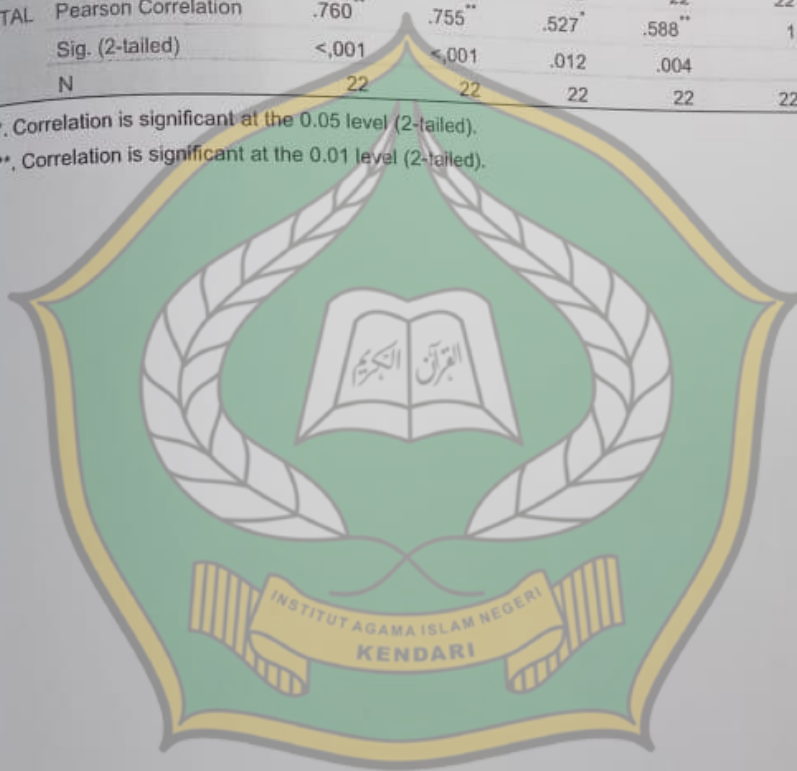 TAL Pearson Correlation .760** .755** .527* .588** 1
Sig. (2-tailed) <,001 <,001 .012 .004
N 22 22 22 22 22
*. Correlation is significant at the 0.05 level (2-tailed).
**. Correlation is significant at the 0.01 level (2-tailed).
القرآن الكريم
INSTITUT AGAMA ISLAM NEGERI
KENDARI